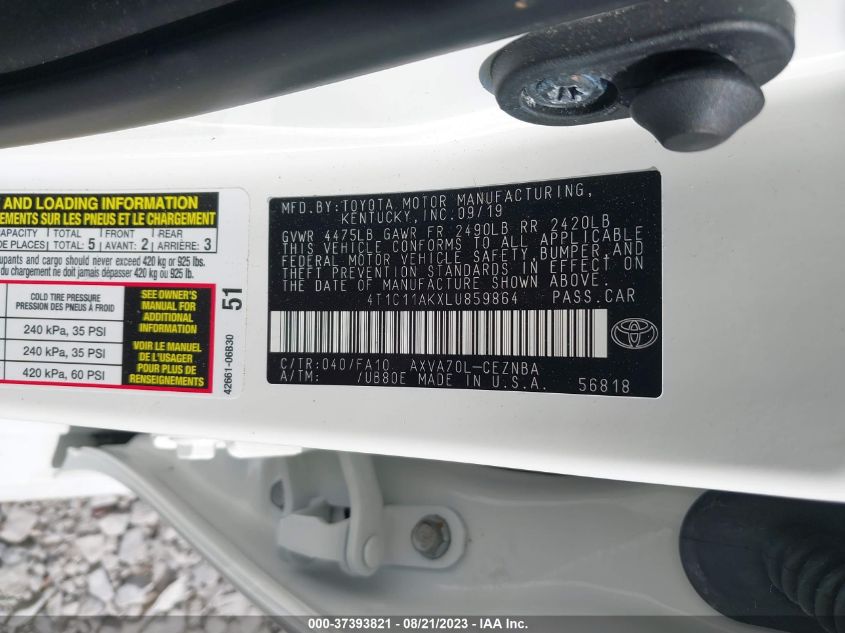 AND LOADING INFORMATION
EMENTS SUR LES PNEUS ET LE CHARGEMENT
CAPACITY TOTAL: 5 FRONT AVANT: 2 REAR ARRIÈRE: 3
DE PLACES
upants and cargo should never exceed 420 kg or 925 lbs.
gement ne doit jamais dépasser 420 kg ou 925 lb.
COLD TIRE PRESSURE
PRESSION DES PNEUS À FROID
240 kPa, 35 PSI
240 kPa, 35 PSI
420 kPa, 60 PSI
SEE OWNER'S
MANUAL FOR
ADDITIONAL
INFORMATION
VOIR LE MANUEL
DE L'USAGER
POUR PLUS DE
RENSEIGNEMENTS
51
42661-06B30
MFD.BY:TOYOTA MOTOR MANUFACTURING,
KENTUCKY, INC.09/19
GVWR 4475LB GAWR FR 2490LB RR 2420LB
THIS VEHICLE CONFORMS TO ALL APPLICABLE
FEDERAL MOTOR VEHICLE SAFETY,BUMPER,AND
THEFT PREVENTION STANDARDS IN EFFECT ON
THE DATE OF MANUFACTURE SHOWN ABOVE.
4T1C11AKXLU859864 PASS.CAR
C/TR:040/FA10 AXVA70L-CEZNBA
A/TM: /UB80E MADE IN U.S.A. 56818
TOYOTA
000-37393821 - 08/21/2023 - IAA Inc.